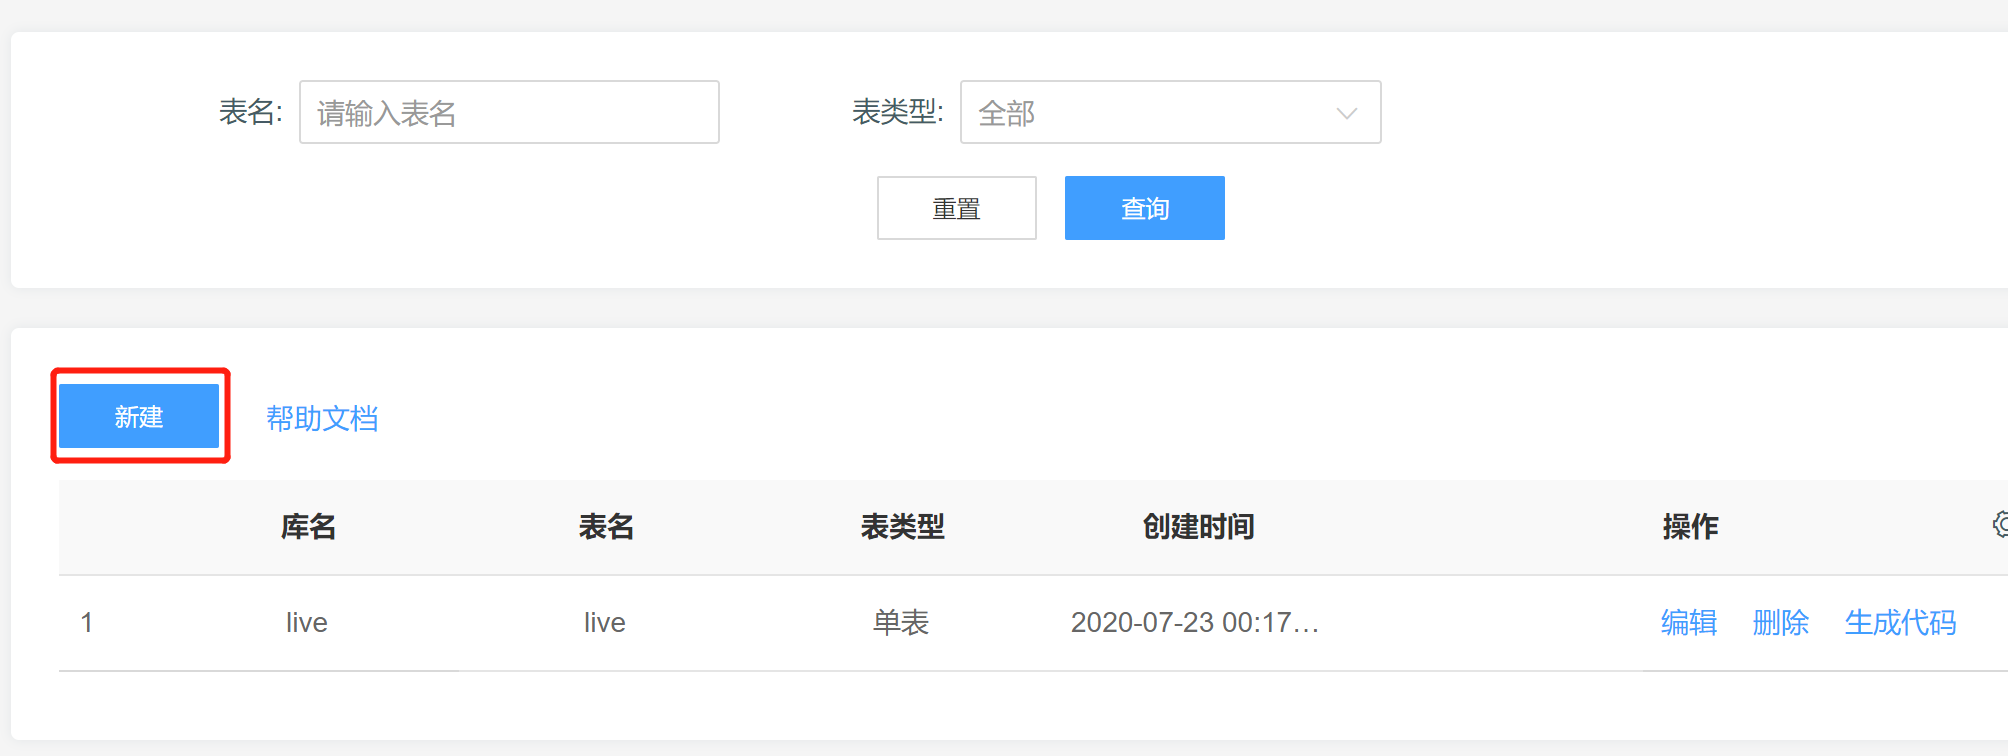 表名: 请输入表名 表类型: 全部
重置 查询
新建 帮助文档
库名 表名 表类型 创建时间 操作
1 live live 单表 2020-07-23 00:17... 编辑 删除 生成代码